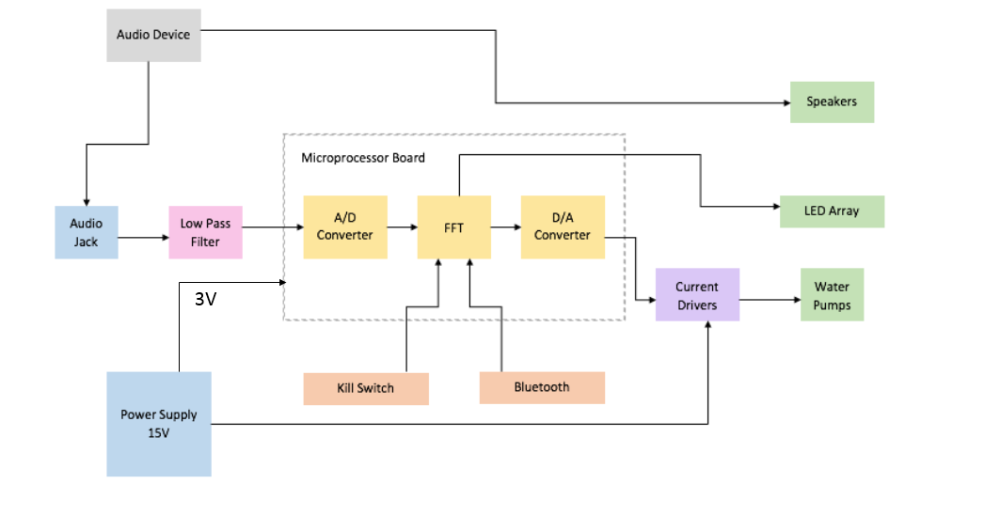 Audio Device
Speakers
Microprocessor Board
Audio
Jack
Low Pass
Filter
A/D
Converter
FFT
D/A
Converter
LED Array
3V
Current
Drivers
Water
Pumps
Kill Switch
Bluetooth
Power Supply
15V